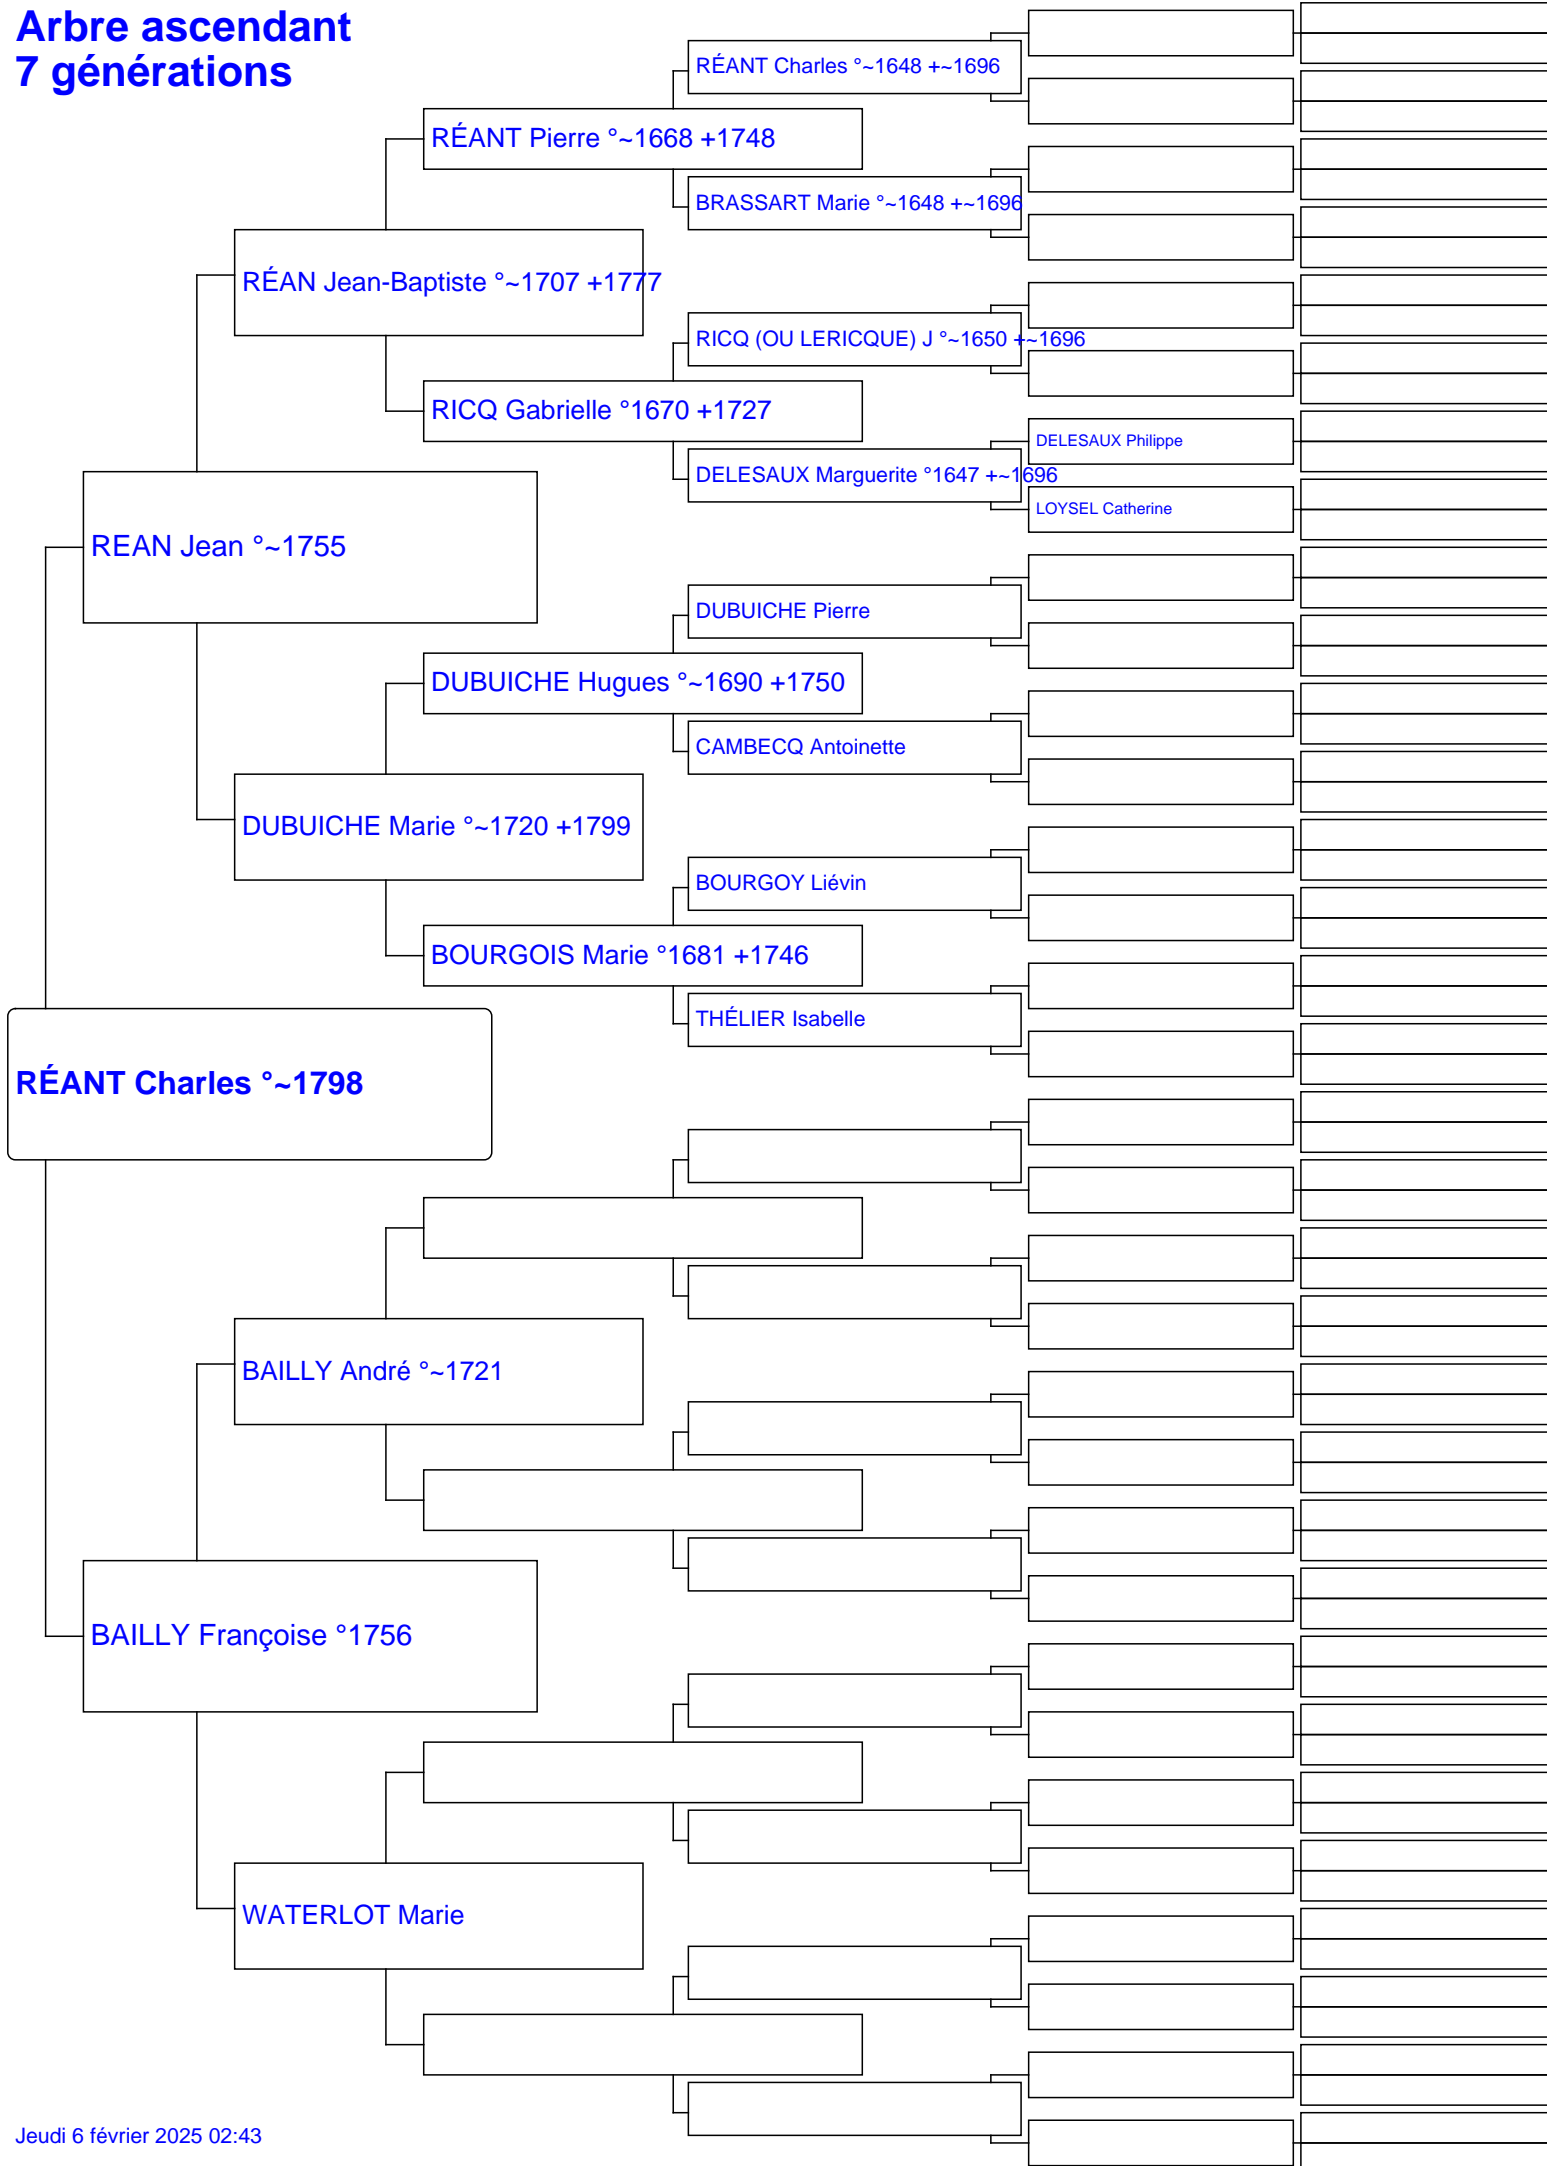 Arbre ascendant
7 générations
RÉANT Charles °~1648 +~1696
RÉANT Pierre °~1668 +1748
BRASSART Marie °~1648 +~1696
RÉAN Jean-Baptiste °~1707 +1777
RICQ (OU LERICQUE) J °~1650 +~1696
RICQ Gabrielle °1670 +1727
DELESAUX Philippe
DELESAUX Marguerite °1647 +~1696
LOYSEL Catherine
REAN Jean °~1755
DUBUICHE Pierre
DUBUICHE Hugues °~1690 +1750
CAMBECQ Antoinette
DUBUICHE Marie °~1720 +1799
BOURGOY Liévin
BOURGOIS Marie °1681 +1746
THÉLIER Isabelle
RÉANT Charles °~1798
BAILLY André °~1721
BAILLY Françoise °1756
WATERLOT Marie
Jeudi 6 février 2025 02:43